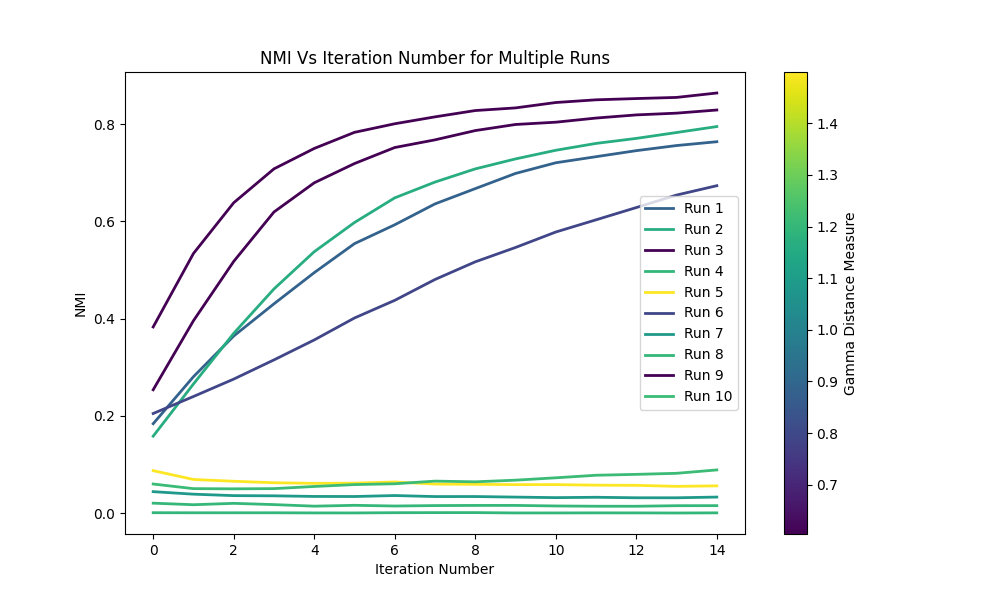 NMI Vs Iteration Number for Multiple Runs
NMI
0.8
0.6
0.4
0.2
0.0
0 2 4 6 8 10 12 14
Iteration Number
Run 1
Run 2
Run 3
Run 4
Run 5
Run 6
Run 7
Run 8
Run 9
Run 10
1.4
1.3
1.2
1.1
1.0
0.9
0.8
0.7
Gamma Distance Measure